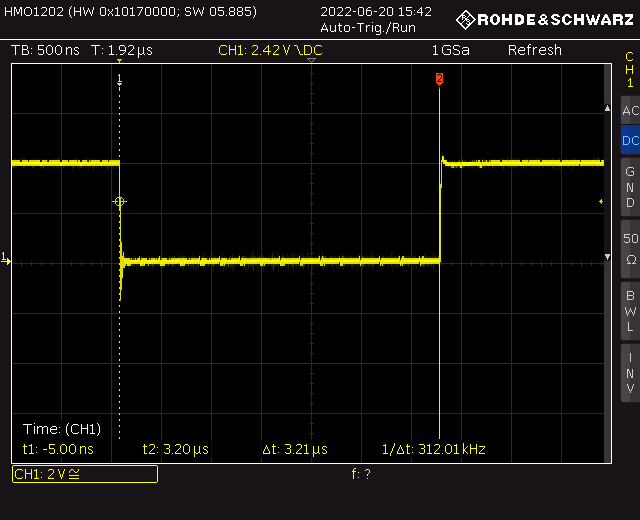 HMO1202 (HW 0x10170000; SW 05.885)
2022-06-20 15:42
Auto-Trig./Run
ROHDE&SCHWARZ
TB: 500 ns T: 1.92 µs CH1: 2.42 V \DC 1 GSa Refresh
CH1
1
2
1
AC
DC
GND
50 Ω
BWL
INV
Time: (CH1)
t1: -5.00 ns t2: 3.20 µs Δt: 3.21 µs 1/Δt: 312.01 kHz
CH1: 2 V ≅
f: ?